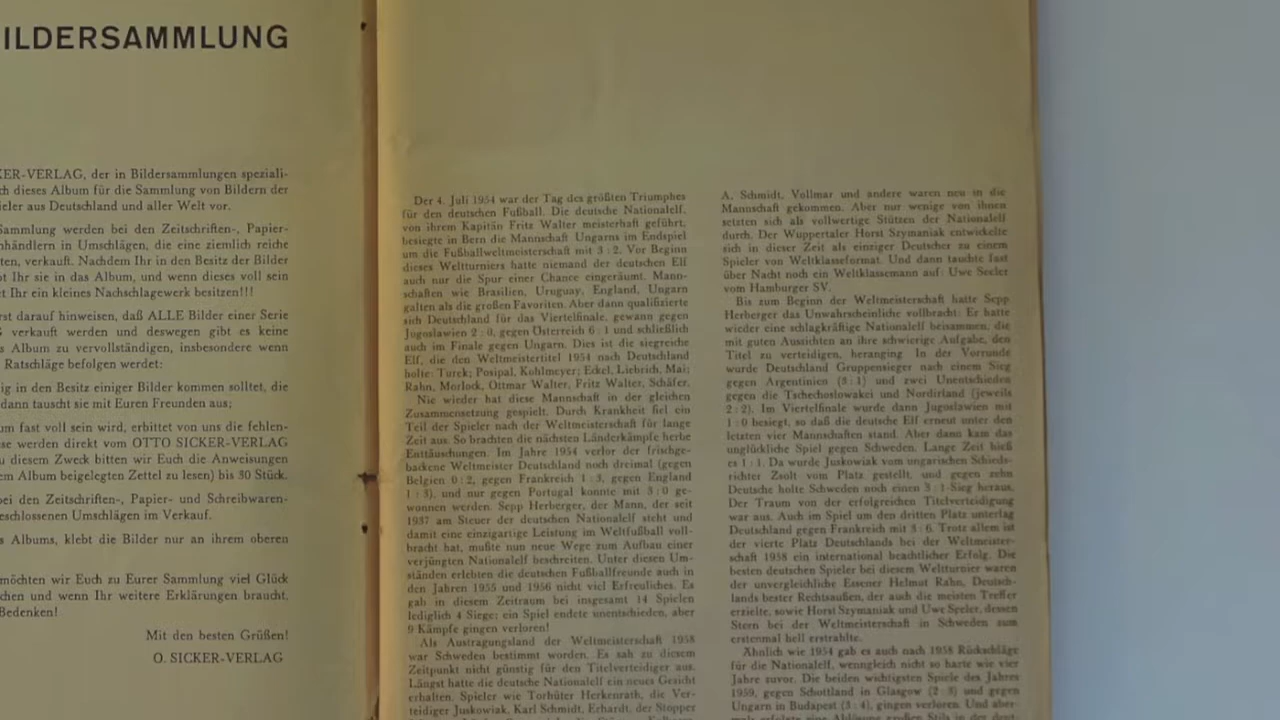 ILDERSAMMLUNG
KER-VERLAG, der in Bildersammlungen speziali-
ch dieses Album für die Sammlung von Bildern der
ieler aus Deutschland und aller Welt vor.
Sammlung werden bei den Zeitschriften-, Papier-
nhändlern in Umschlägen, die eine ziemlich reiche
ten, verkauft. Nachdem Ihr in den Besitz der Bilder
bt Ihr sie in das Album, und wenn dieses voll sein
et Ihr ein kleines Nachschlagewerk besitzen!!!
rst darauf hinweisen, daß ALLE Bilder einer Serie
verkauft werden und deswegen gibt es keine
s Album zu vervollständigen, insbesondere wenn
Ratschläge befolgen werdet:
ig in den Besitz einiger Bilder kommen solltet, die
dann tauscht sie mit Euren Freunden aus;
um fast voll sein wird, erbittet von uns die fehlen-
se werden direkt vom OTTO SICKER-VERLAG
u diesem Zweck bitten wir Euch die Anweisungen
em Album beigelegten Zettel zu lesen) bis 30 Stück.
bei den Zeitschriften-, Papier- und Schreibwaren-
eschlossenen Umschlägen im Verkauf.
s Albums, klebt die Bilder nur an ihrem oberen
möchten wir Euch zu Eurer Sammlung viel Glück
chen und wenn Ihr weitere Erklärungen braucht,
Bedenken!
Mit den besten Grüßen!
O. SICKER-VERLAG
Der 4. Juli 1954 war der Tag des größten Triumphes
für den deutschen Fußball. Die deutsche Nationalelf,
von ihrem Kapitän Fritz Walter meisterhaft geführt,
besiegte in Bern die Mannschaft Ungarns im Endspiel
um die Fußballweltmeisterschaft mit 3 : 2. Vor Beginn
dieses Weltturniers hatte niemand der deutschen Elf
auch nur die Spur einer Chance eingeräumt. Mann-
schaften wie Brasilien, Uruguay, England, Ungarn
galten als die großen Favoriten. Aber dann qualifizierte
sich Deutschland für das Viertelfinale, gewann gegen
Jugoslawien 2 : 0, gegen Österreich 6 : 1 und schließlich
auch im Finale gegen Ungarn. Dies ist die siegreiche
Elf, die den Weltmeistertitel 1954 nach Deutschland
holte: Turek; Posipal, Kohlmeyer; Eckel, Liebrich, Mai;
Rahn, Morlock, Ottmar Walter, Fritz Walter, Schäfer.
Nie wieder hat diese Mannschaft in der gleichen
Zusammensetzung gespielt. Durch Krankheit fiel ein
Teil der Spieler nach der Weltmeisterschaft für lange
Zeit aus. So brachten die nächsten Länderkämpfe herbe
Enttäuschungen. Im Jahre 1954 verlor der frischge-
backene Weltmeister Deutschland noch dreimal (gegen
Belgien 0 : 2, gegen Frankreich 1 : 3, gegen England
1 : 3), und nur gegen Portugal konnte mit 3 : 0 ge-
wonnen werden. Sepp Herberger, der Mann, der seit
1937 am Steuer der deutschen Nationalelf steht und
damit eine einzigartige Leistung im Weltfußball voll-
bracht hat, mußte nun neue Wege zum Aufbau einer
verjüngten Nationalelf beschreiten. Unter diesen Um-
ständen erlebten die deutschen Fußballfreunde auch in
den Jahren 1955 und 1956 nicht viel Erfreuliches. Es
gab in diesem Zeitraum bei insgesamt 14 Spielen
lediglich 4 Siege; ein Spiel endete unentschieden, aber
9 Kämpfe gingen verloren!
Als Austragungsland der Weltmeisterschaft 1958
war Schweden bestimmt worden. Es sah zu diesem
Zeitpunkt nicht günstig für den Titelverteidiger aus.
Längst hatte die deutsche Nationalelf ein neues Gesicht
erhalten. Spieler wie Torhüter Herkenrath, die Ver-
teidiger Juskowiak, Karl Schmidt, Erhardt, der Stopper
A. Schmidt, Vollmar und andere waren neu in die
Mannschaft gekommen. Aber nur wenige von ihnen
setzten sich als vollwertige Stützen der Nationalelf
durch. Der Wuppertaler Horst Szymaniak entwickelte
sich in dieser Zeit als einziger Deutscher zu einem
Spieler von Weltklasseformat. Und dann tauchte fast
über Nacht noch ein Weltklassemann auf: Uwe Seeler
vom Hamburger SV.
Bis zum Beginn der Weltmeisterschaft hatte Sepp
Herberger das Unwahrscheinliche vollbracht: Er hatte
wieder eine schlagkräftige Nationalelf beisammen, die
mit guten Aussichten an ihre schwierige Aufgabe, den
Titel zu verteidigen, heranging. In der Vorrunde
wurde Deutschland Gruppensieger nach einem Sieg
gegen Argentinien (3 : 1) und zwei Unentschieden
gegen die Tschechoslowakei und Nordirland (jeweils
2 : 2). Im Viertelfinale wurde dann Jugoslawien mit
1 : 0 besiegt, so daß die deutsche Elf erneut unter den
letzten vier Mannschaften stand. Aber dann kam das
unglückliche Spiel gegen Schweden. Lange Zeit hieß
es 1 : 1. Da wurde Juskowiak vom ungarischen Schieds-
richter Zsolt vom Platz gestellt, und gegen zehn
Deutsche holte Schweden noch einen 3 : 1-Sieg heraus.
Der Traum von der erfolgreichen Titelverteidigung
war aus. Auch im Spiel um den dritten Platz unterlag
Deutschland gegen Frankreich mit 3 : 6. Trotz allem ist
der vierte Platz Deutschlands bei der Weltmeister-
schaft 1958 ein international beachtlicher Erfolg. Die
besten deutschen Spieler bei diesem Weltturnier waren
der unvergleichliche Essener Helmut Rahn, Deutsch-
lands bester Rechtsaußen, der auch die meisten Treffer
erzielte, sowie Horst Szymaniak und Uwe Seeler, dessen
Stern bei der Weltmeisterschaft in Schweden zum
erstenmal hell erstrahlte.
Ähnlich wie 1954 gab es auch nach 1958 Rückschläge
für die Nationalelf, wenngleich nicht so harte wie vier
Jahre zuvor. Die beiden wichtigsten Spiele des Jahres
1959, gegen Schottland in Glasgow (2 : 3) und gegen
Ungarn in Budapest (3 : 4), gingen verloren. Und aber-